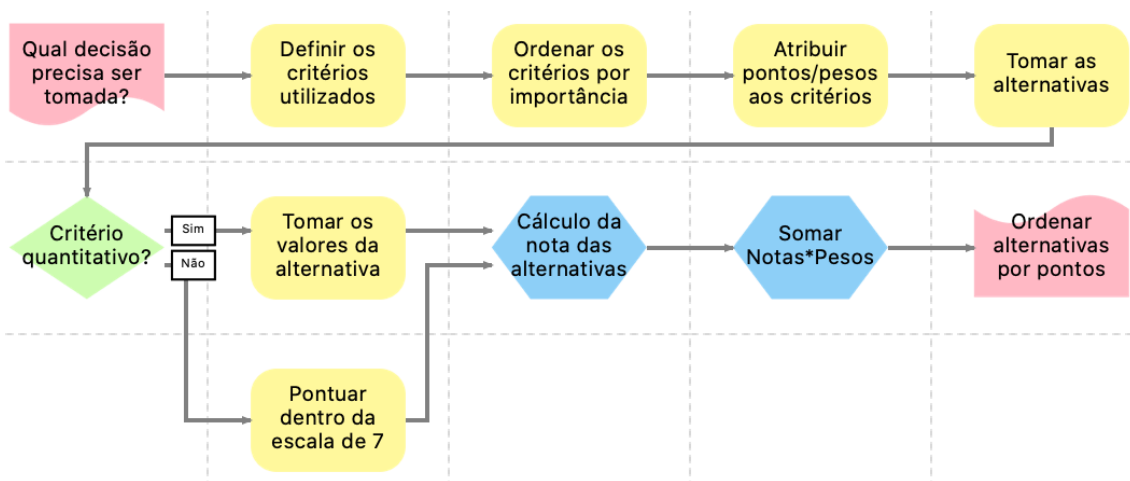 Qual decisão
precisa ser
tomada?
Definir os
critérios
utilizados
Ordenar os
critérios por
importância
Atribuir
pontos/pesos
aos critérios
Tomar as
alternativas
Critério
quantitativo?
Sim
Não
Tomar os
valores da
alternativa
Cálculo da
nota das
alternativas
Somar
Notas*Pesos
Ordenar
alternativas
por pontos
Pontuar
dentro da
escala de 7